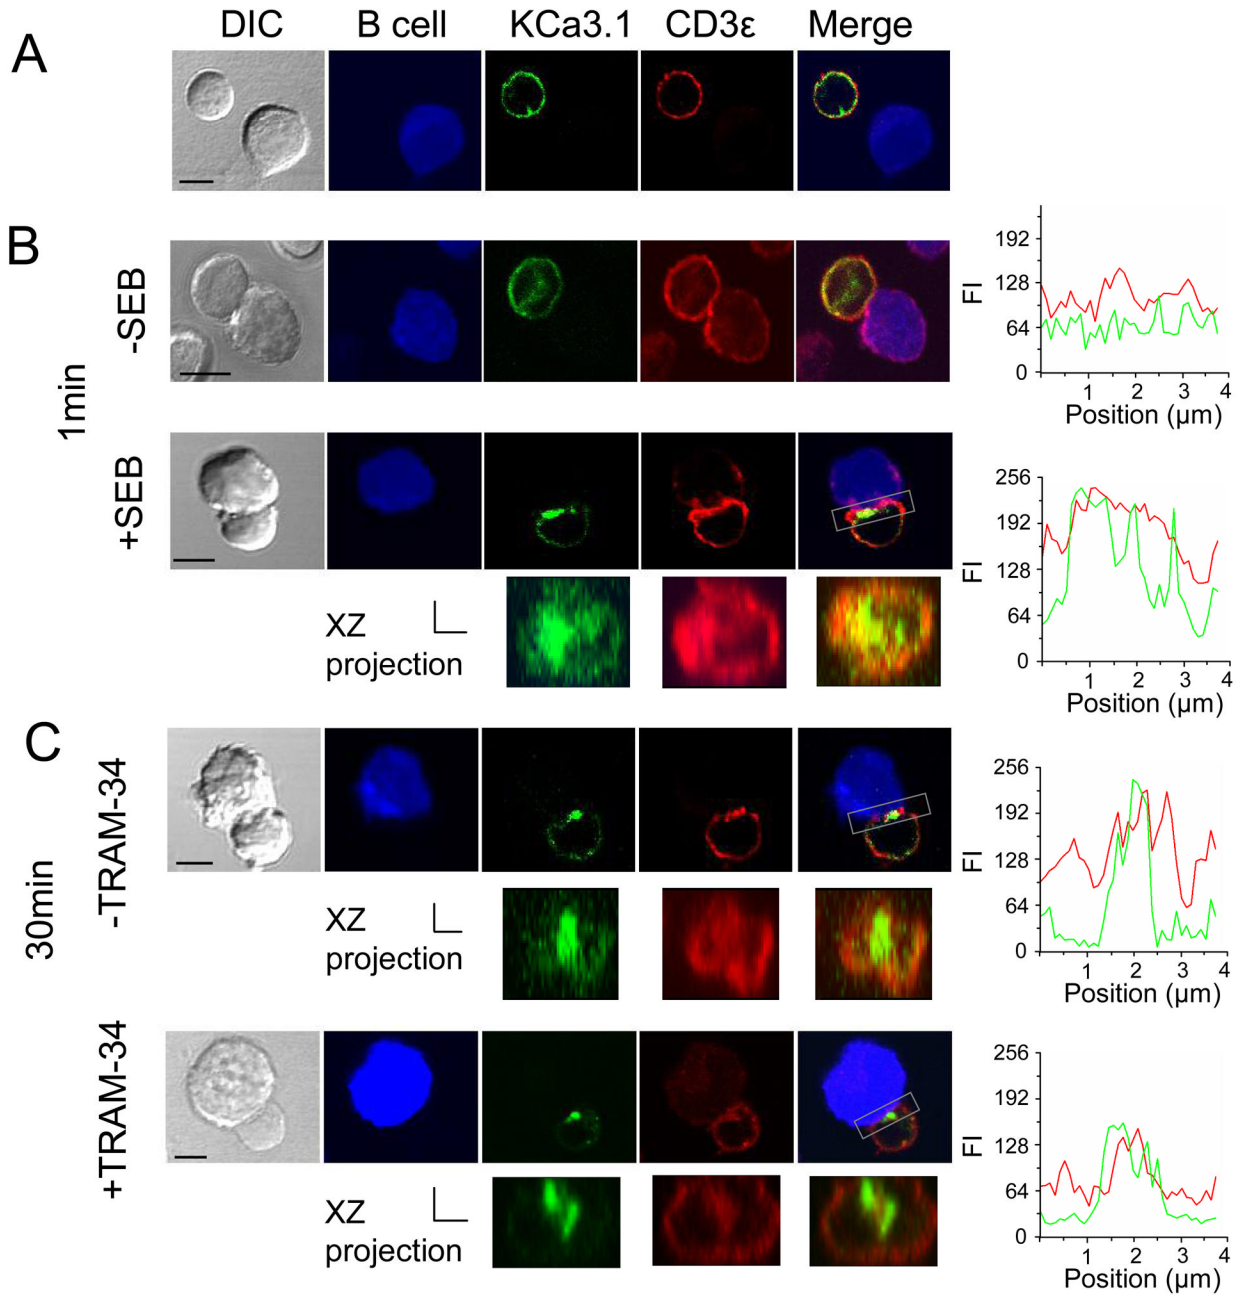 A
DIC B cell KCa3.1 CD3ε Merge
B
1min
-SEB
FI
192
128
64
0
1 2 3 4
Position (µm)
+SEB
FI
256
192
128
64
0
1 2 3 4
Position (µm)
XZ
projection
C
30min
-TRAM-34
FI
256
192
128
64
0
1 2 3 4
Position (µm)
XZ
projection
+TRAM-34
FI
256
192
128
64
0
1 2 3 4
Position (µm)
XZ
projection